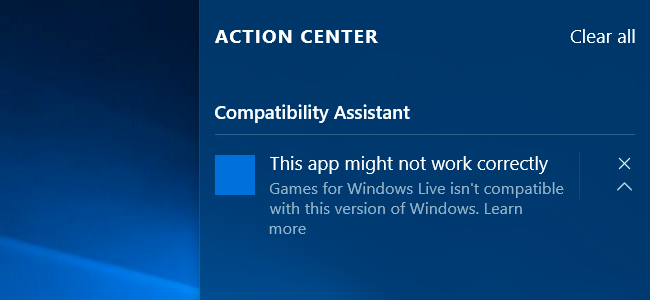 ACTION CENTER Clear all
Compatibility Assistant
This app might not work correctly
Games for Windows Live isn't compatible
with this version of Windows. Learn
more